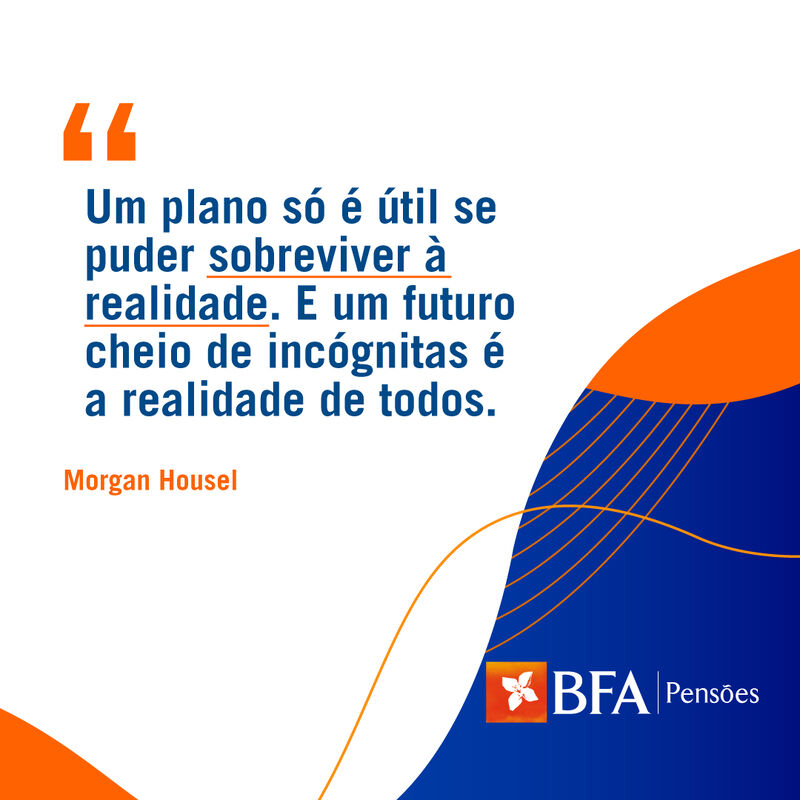 “
Um plano só é útil se
puder sobreviver à
realidade. E um futuro
cheio de incógnitas é
a realidade de todos.
Morgan Housel
BFA | Pensões